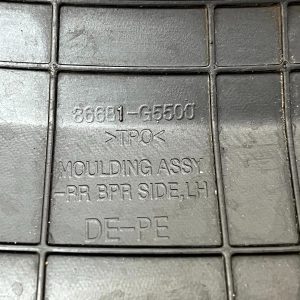 86681-G5500
>TPO<
MOULDING ASSY
-RR BPR SIDE,LH
DE-PE